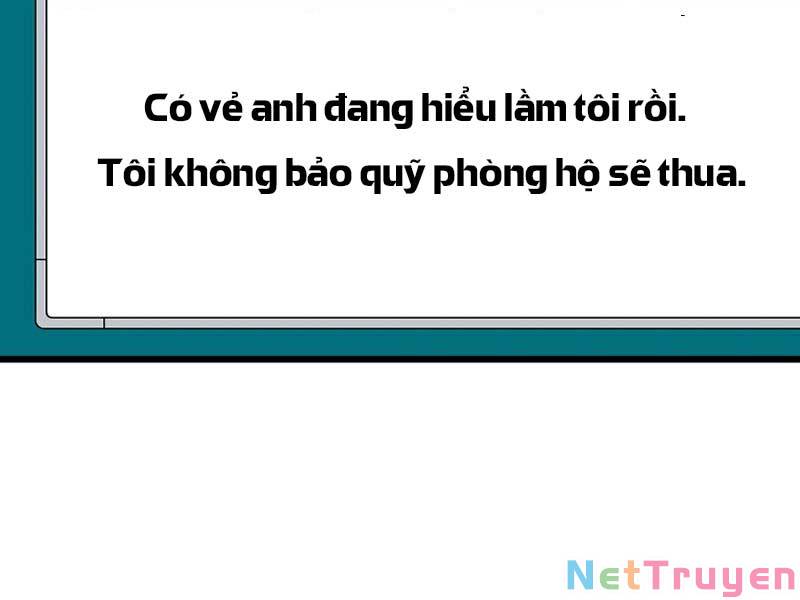 Có vẻ anh đang hiểu lầm tôi rồi.
Tôi không bảo quỹ phòng hộ sẽ thua.
NetTruyen